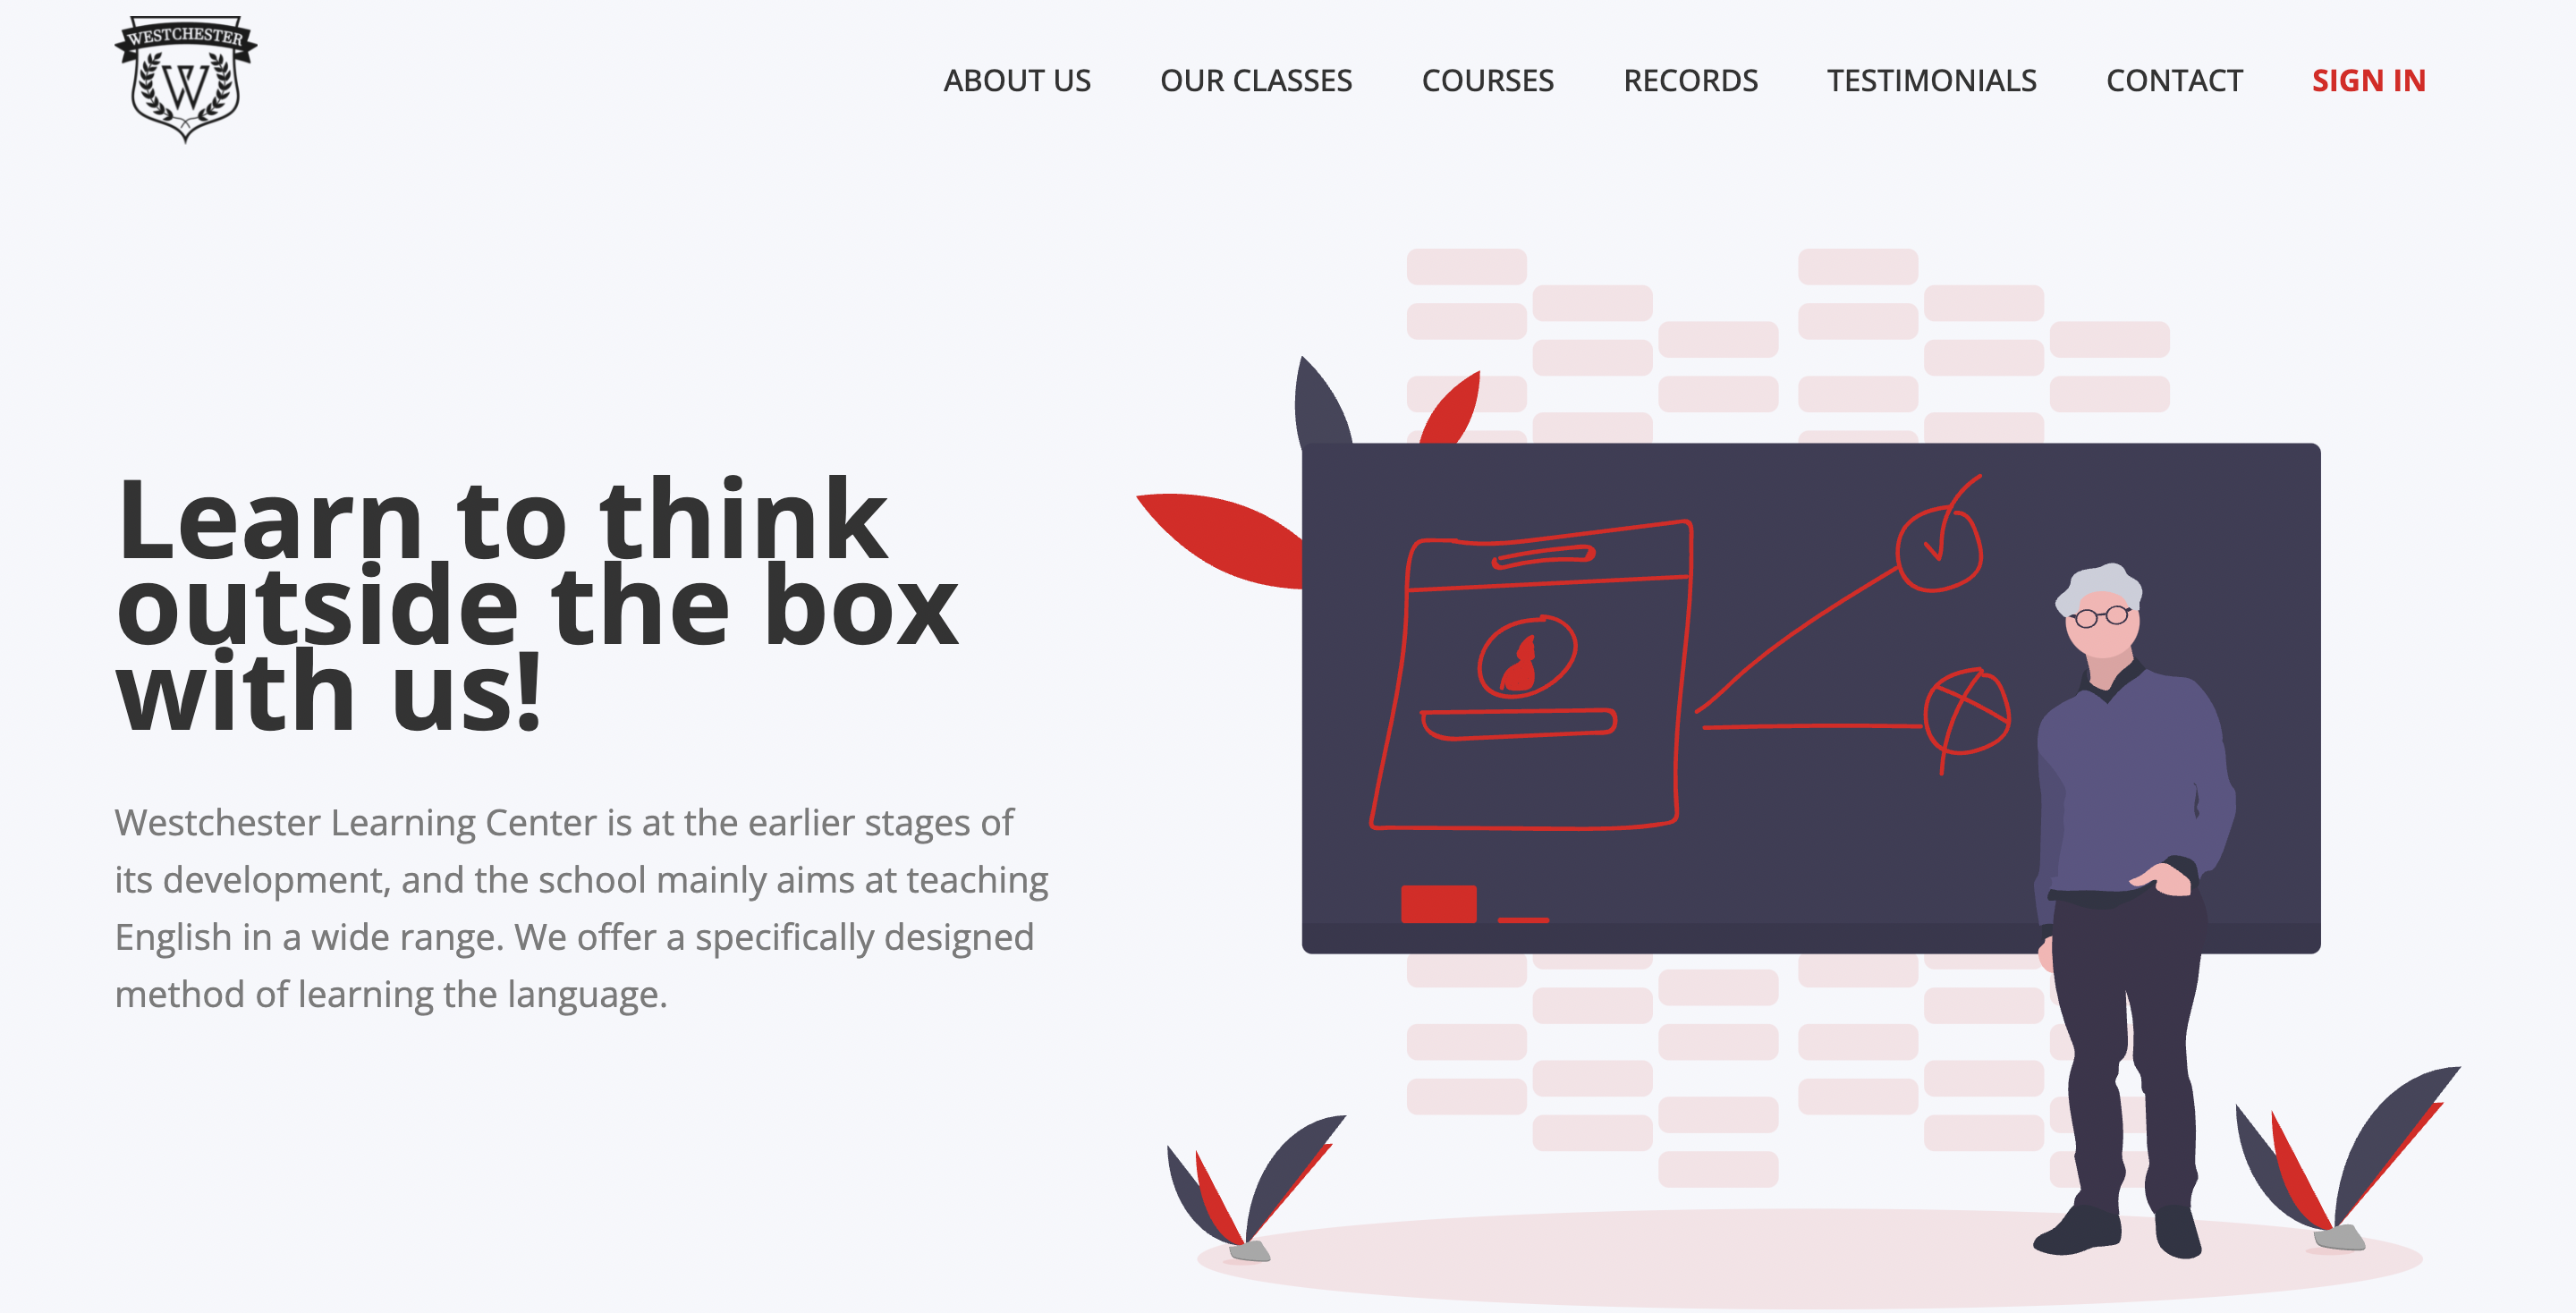 WESTCHESTER
W
ABOUT US OUR CLASSES COURSES RECORDS TESTIMONIALS CONTACT SIGN IN
Learn to think
outside the box
with us!
Westchester Learning Center is at the earlier stages of
its development, and the school mainly aims at teaching
English in a wide range. We offer a specifically designed
method of learning the language.